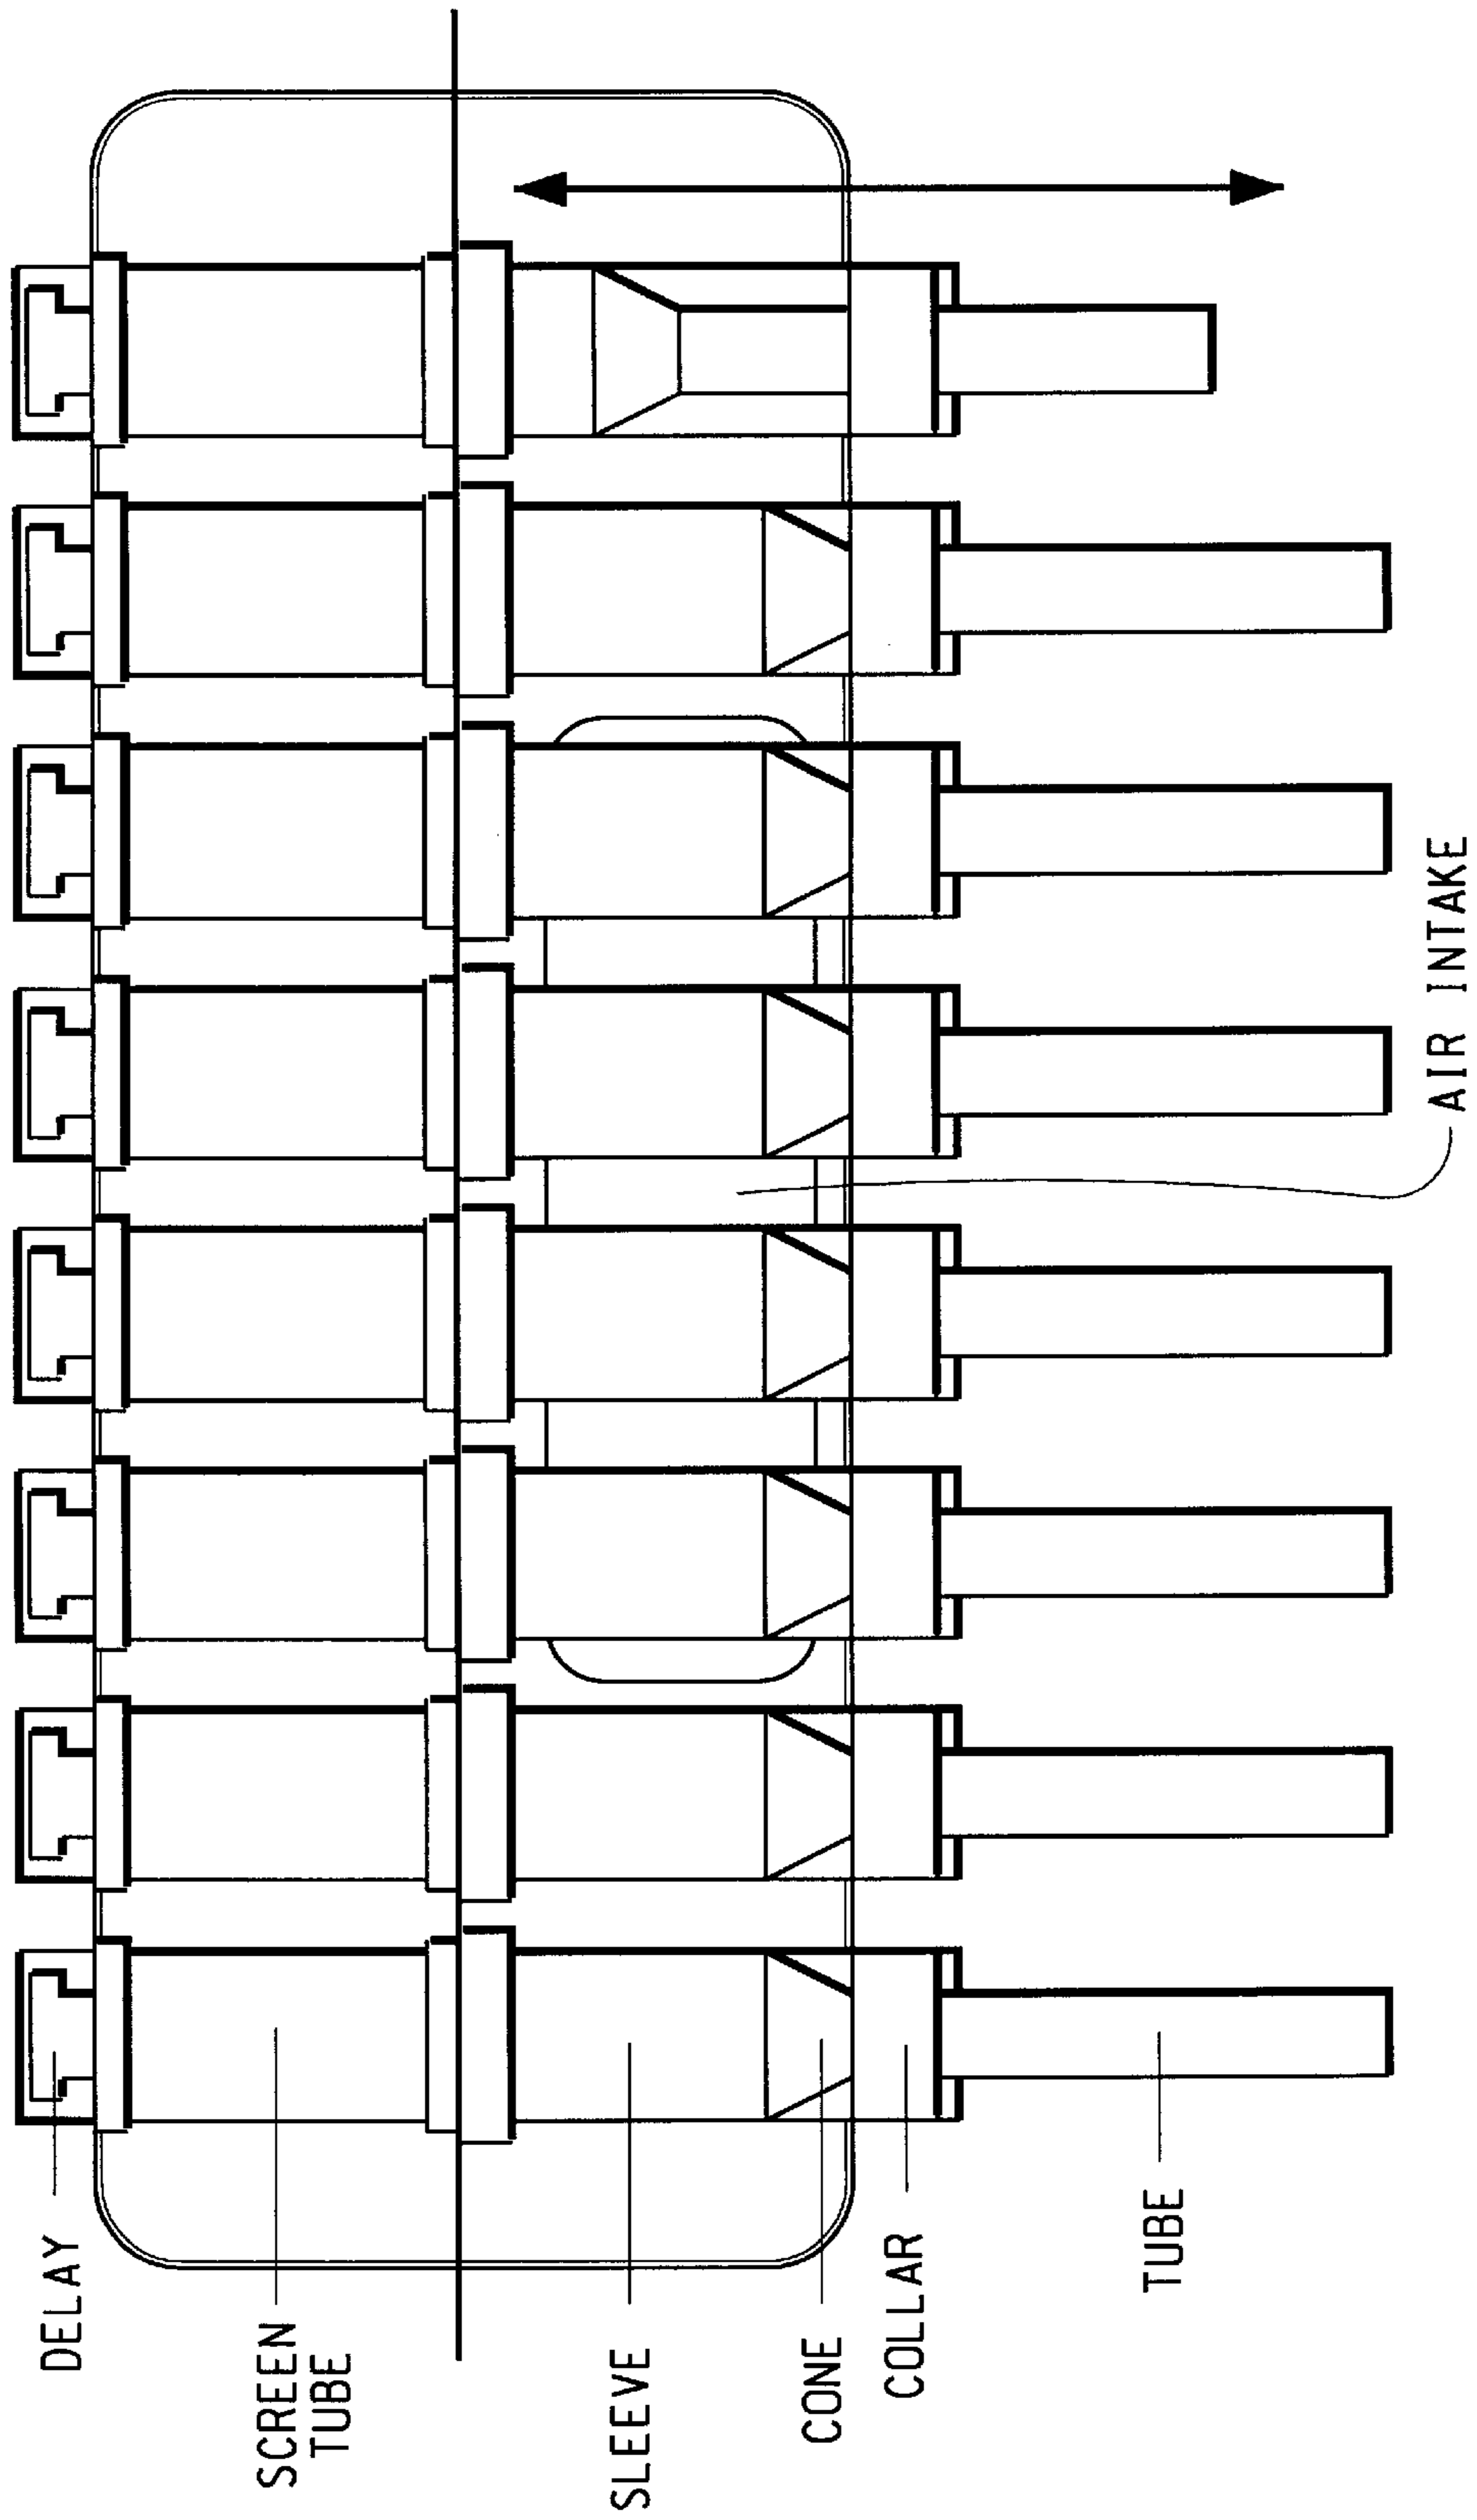 DELAY
SCREEN
TUBE
SLEEVE
CONE
COLLAR
TUBE
AIR INTAKE